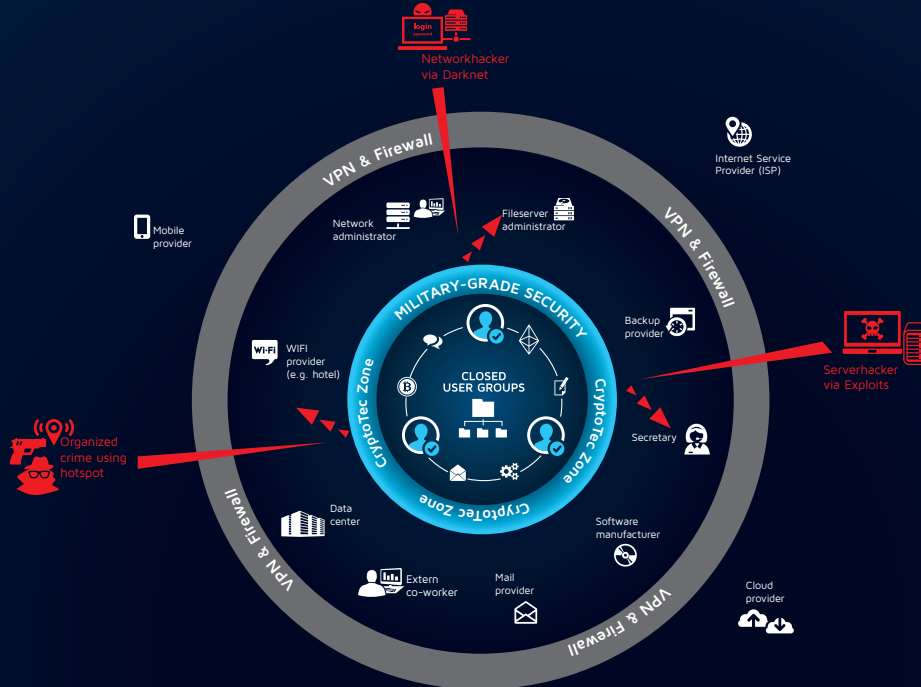 login
password
Networkhacker
via Darknet
VPN & Firewall
Internet Service
Provider (ISP)
Mobile
provider
Network
administrator
Fileserver
administrator
VPN & Firewall
MILITARY-GRADE SECURITY
Backup
provider
Wi-Fi
WIFI
provider
(e.g. hotel)
CLOSED
USER GROUPS
CryptoTec Zone
CryptoTec Zone
CryptoTec Zone
Serverhacker
via Exploits
Secretary
Organized
crime using
hotspot
VPN & Firewall
Data
center
Software
manufacturer
Extern
co-worker
Mail
provider
Cloud
provider
VPN & Firewall